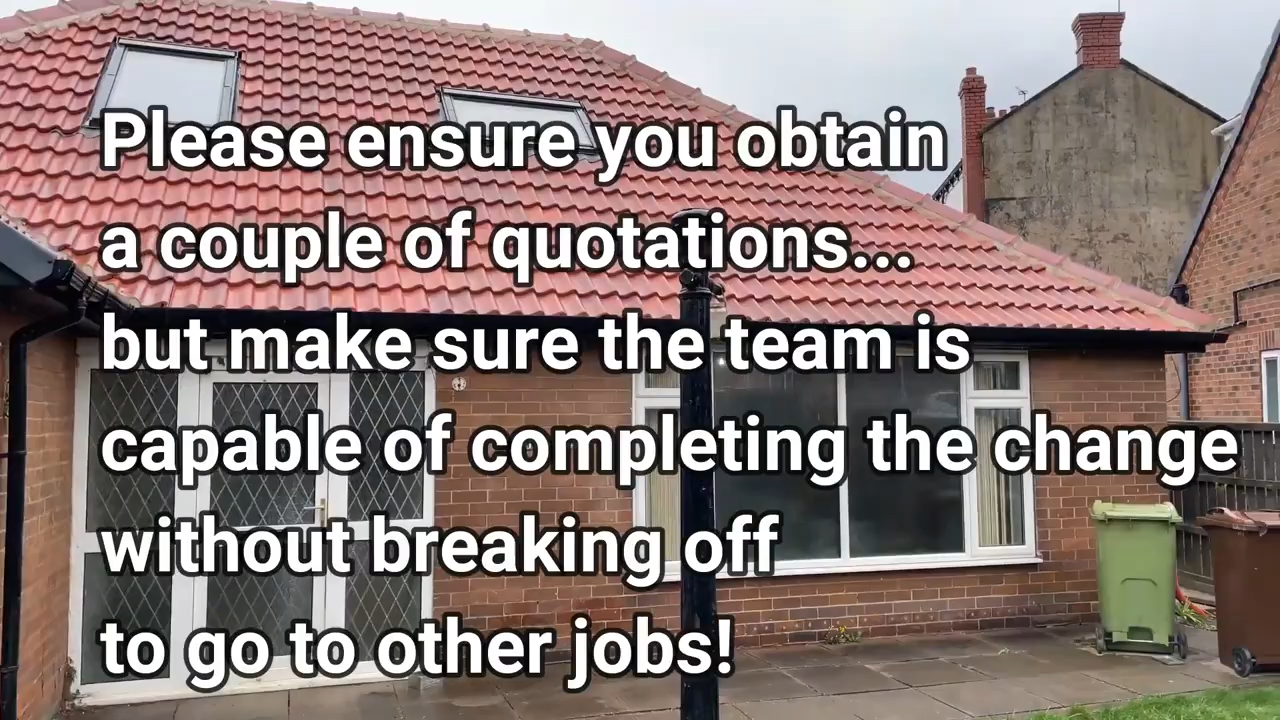 Please ensure you obtain
a couple of quotations...
but make sure the team is
capable of completing the change
without breaking off
to go to other jobs!